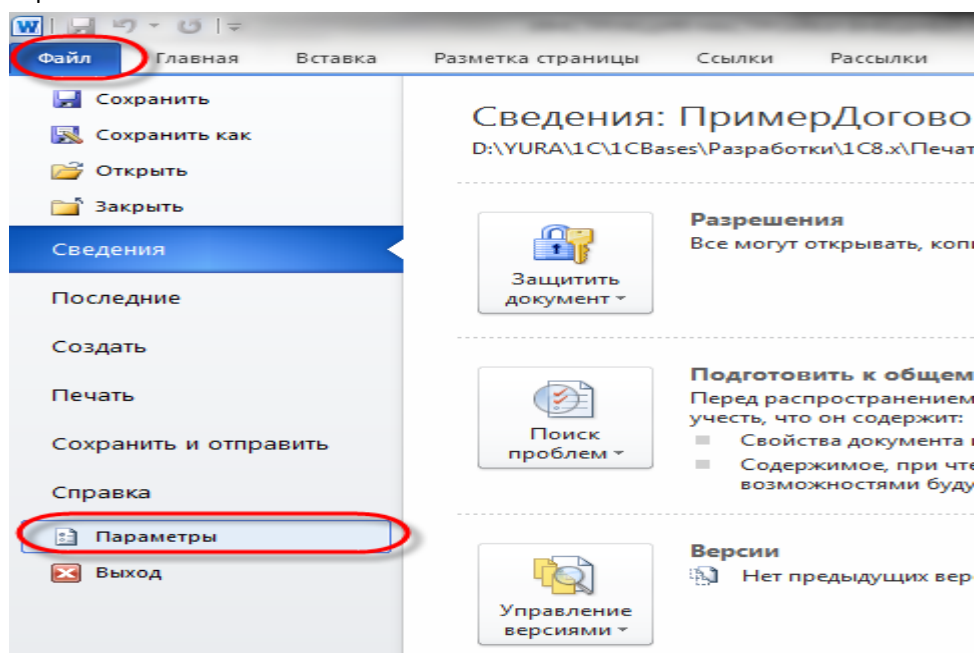 W
Файл Главная Вставка Разметка страницы Ссылки Рассылки
Сохранить
Сохранить как
Открыть
Закрыть
Сведения
Последние
Создать
Печать
Сохранить и отправить
Справка
Параметры
Выход
Сведения: ПримерДогово
D:\YURA\1C\1CBases\Разработки\1C8.x\Печат
Защитить
документ
Разрешения
Все могут открывать, коп
Поиск
проблем
Подготовить к общем
Перед распространением
учесть, что он содержит:
Свойства документа
Содержимое, при чте
возможностями буду
Управление
версиями
Версии
Нет предыдущих вер